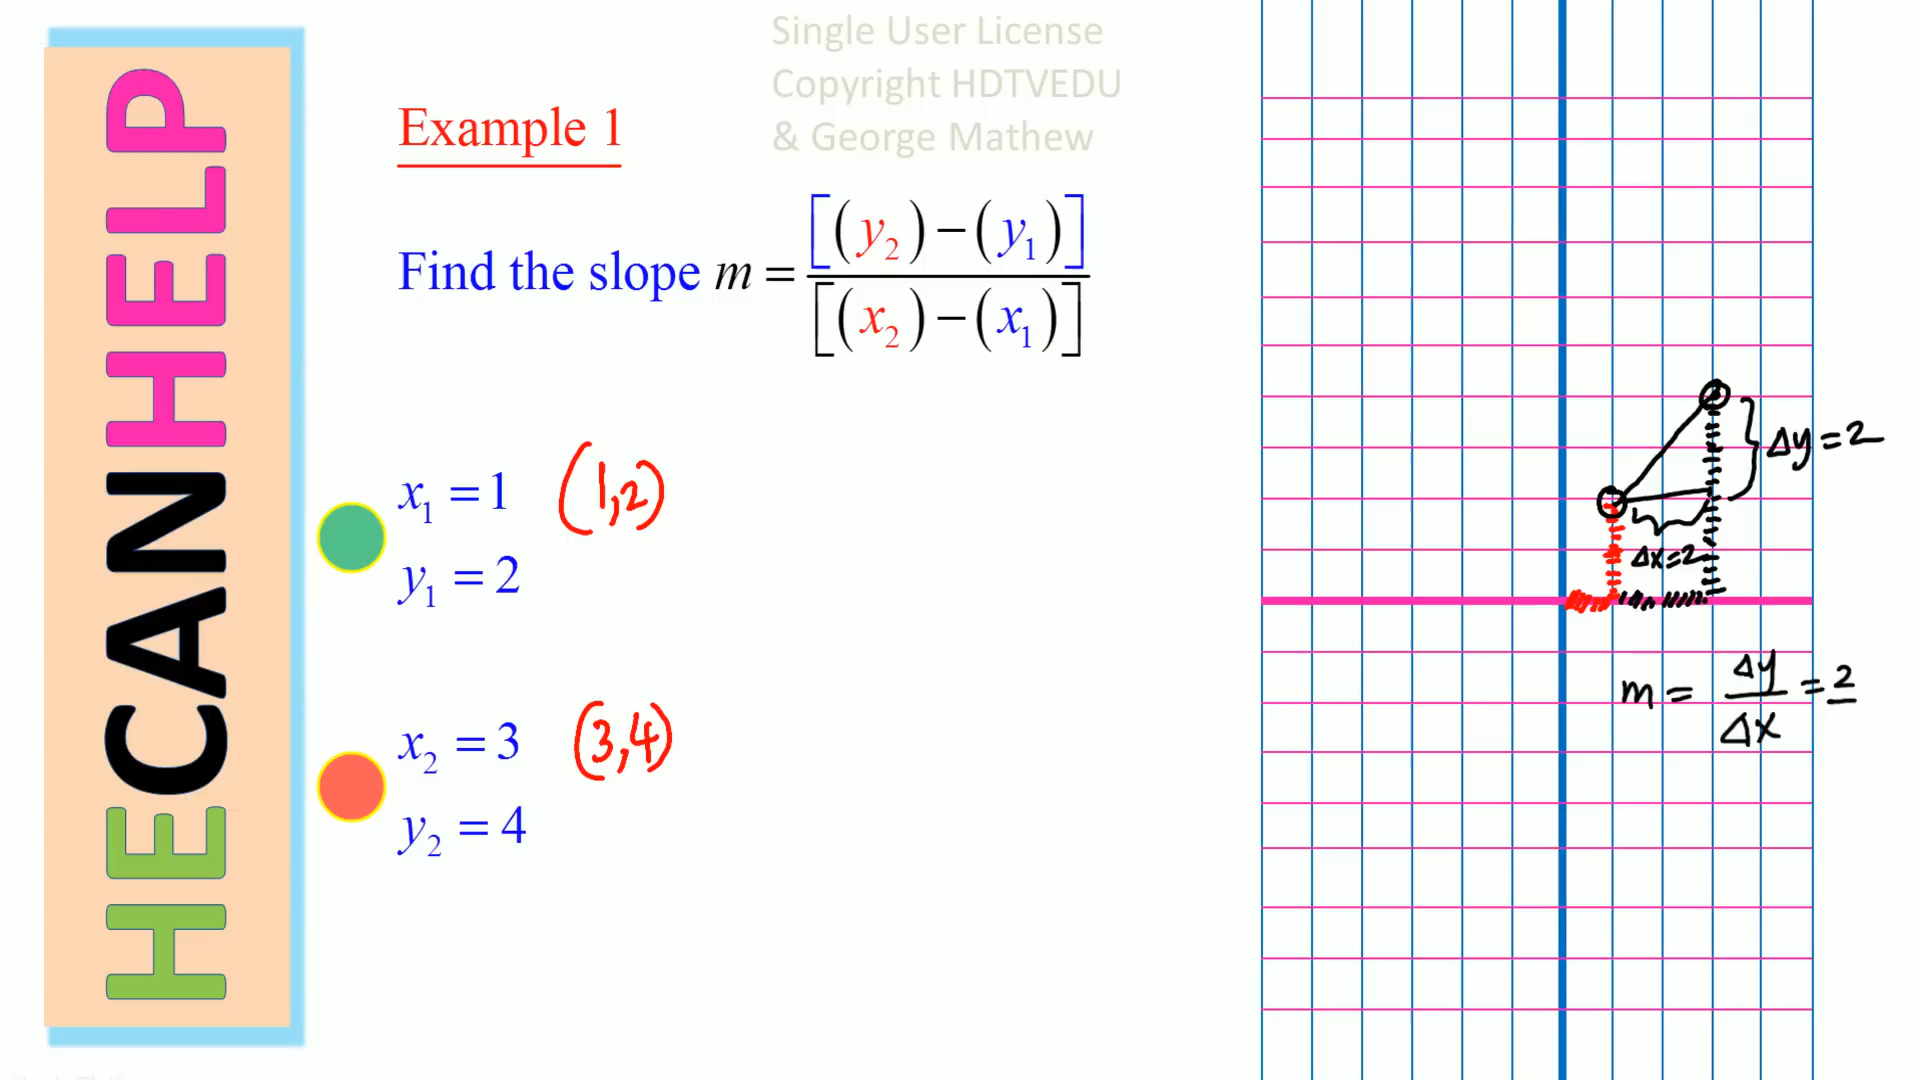 HECANHELP
Single User License
Copyright HDTVEDU
& George Mathew
Example 1
Find the slope m = [(y₂) − (y₁)] / [(x₂) − (x₁)]
x₁ = 1 (1,2)
y₁ = 2
x₂ = 3 (3,4)
y₂ = 4
Δy = 2
Δx = 2
m = Δy / Δx = 2